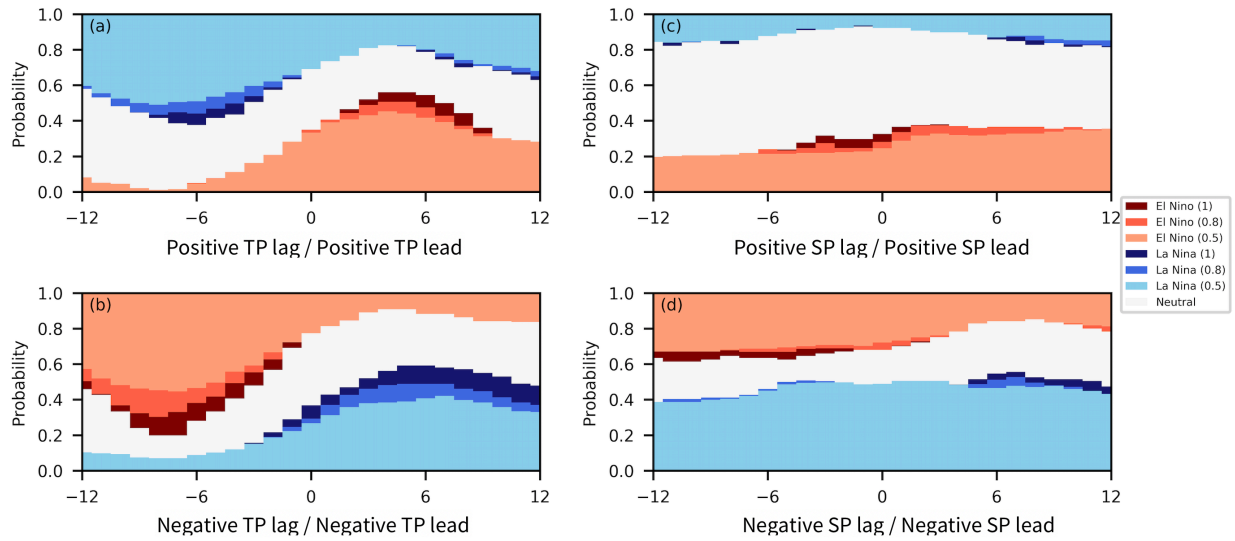 (a)
1.0
0.8
0.6
0.4
0.2
0.0
Probability
−12
−6
0
6
12
Positive TP lag / Positive TP lead
(c)
1.0
0.8
0.6
0.4
0.2
0.0
Probability
−12
−6
0
6
12
Positive SP lag / Positive SP lead
El Nino (1)
El Nino (0.8)
El Nino (0.5)
La Nina (1)
La Nina (0.8)
La Nina (0.5)
Neutral
(b)
1.0
0.8
0.6
0.4
0.2
0.0
Probability
−12
−6
0
6
12
Negative TP lag / Negative TP lead
(d)
1.0
0.8
0.6
0.4
0.2
0.0
Probability
−12
−6
0
6
12
Negative SP lag / Negative SP lead